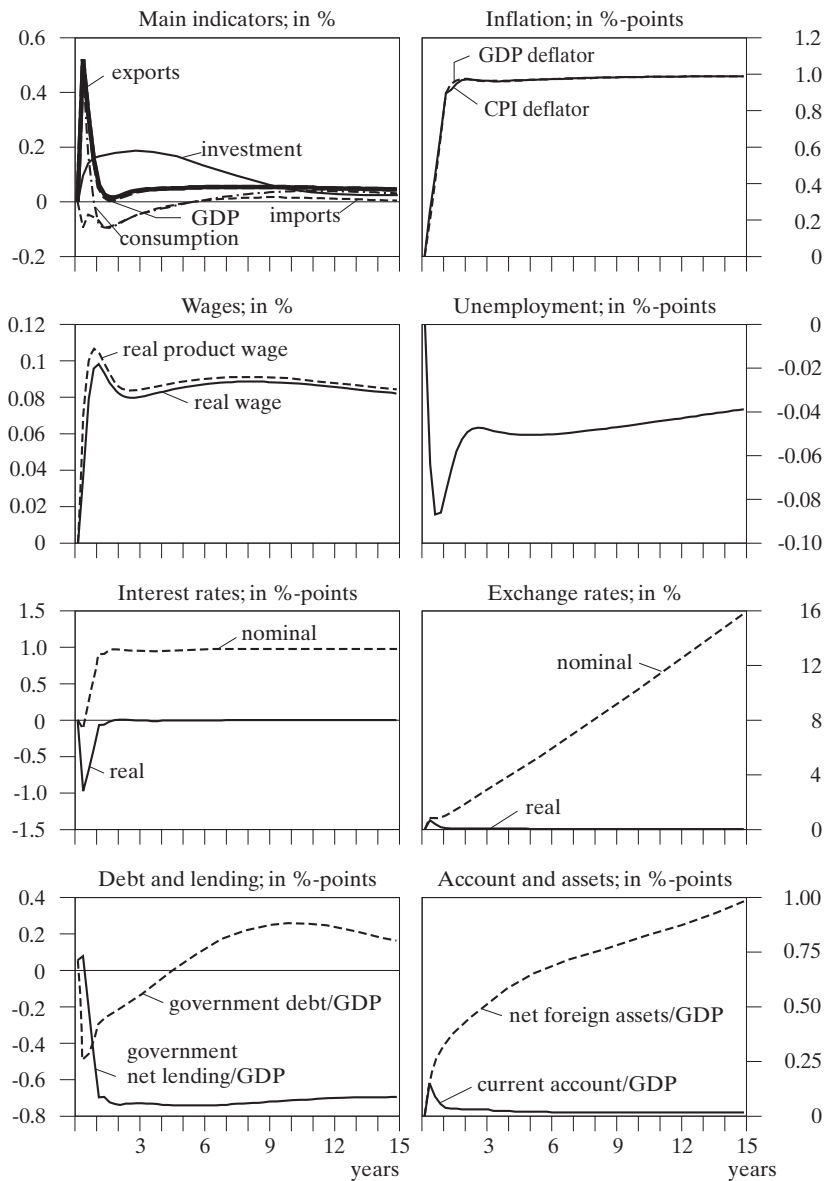 Main indicators; in %
0.6
0.4
0.2
0
-0.2
exports
investment
GDP
imports
consumption
Inflation; in %-points
1.2
1.0
0.8
0.6
0.4
0.2
0
GDP deflator
CPI deflator
Wages; in %
0.12
0.1
0.08
0.06
0.04
0.02
0
real product wage
real wage
Unemployment; in %-points
0
-0.02
-0.04
-0.06
-0.08
-0.10
Interest rates; in %-points
1.5
1.0
0.5
0
-0.5
-1.0
-1.5
nominal
real
Exchange rates; in %
16
12
8
4
0
nominal
real
Debt and lending; in %-points
0.4
0.2
0
-0.2
-0.4
-0.6
-0.8
government debt/GDP
government
net lending/GDP
3 6 9 12 15
years
Account and assets; in %-points
1.00
0.75
0.50
0.25
0
net foreign assets/GDP
current account/GDP
3 6 9 12 15
years